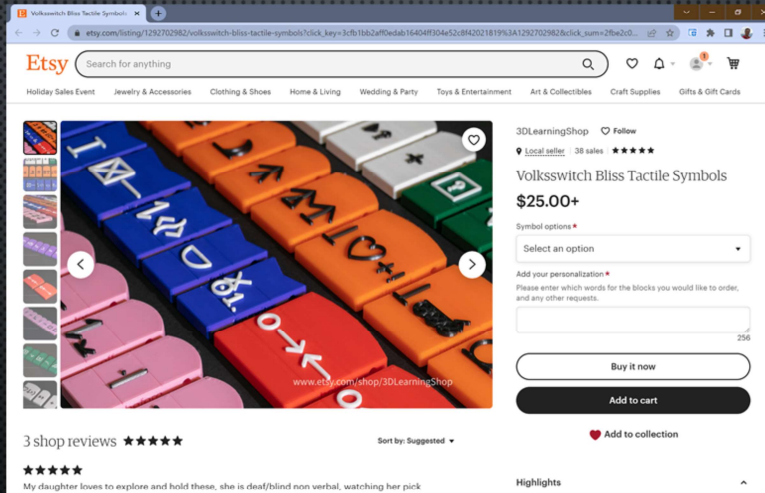 Volksswitch Bliss Tactile Symbols
etsy.com/listing/1292702982/volksswitch-bliss-tactile-symbols?click_key=3cfb1bb2aff0edab16404ff304e52c8f42021819%3A1292702982&click_sum=2fbe2c0...
Etsy
Search for anything
1
Holiday Sales Event
Jewelry & Accessories
Clothing & Shoes
Home & Living
Wedding & Party
Toys & Entertainment
Art & Collectibles
Craft Supplies
Gifts & Gift Cards
www.etsy.com/shop/3DLearningShop
3DLearningShop
Follow
Local seller
38 sales
Volksswitch Bliss Tactile Symbols
$25.00+
Symbol options *
Select an option
Add your personalization *
Please enter which words for the blocks you would like to order,
and any other requests.
256
Buy it now
Add to cart
Add to collection
Highlights
3 shop reviews
Sort by: Suggested
My daughter loves to explore and hold these, she is deaf/blind non verbal, watching her pick